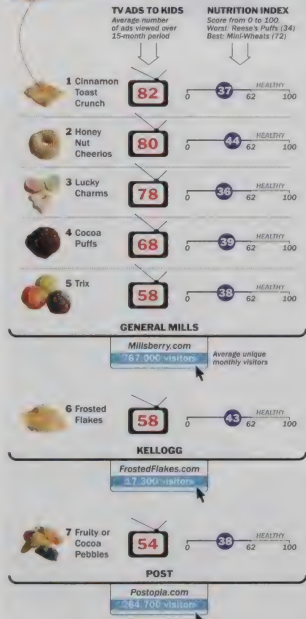 TV ADS TO KIDS
Average number
of ads viewed over
15-month period
NUTRITION INDEX
Score from 0 to 100
Worst: Reese's Puffs (34)
Best: Mini-Wheats (72)
1 Cinnamon
Toast
Crunch
82
37
HEALTHY
0 62 100
2 Honey
Nut
Cheerios
80
44
HEALTHY
0 62 100
3 Lucky
Charms
78
36
HEALTHY
0 62 100
4 Cocoa
Puffs
68
39
HEALTHY
0 62 100
5 Trix
58
38
HEALTHY
0 62 100
GENERAL MILLS
Millsberry.com
767,000 visitors
Average unique
monthly visitors
6 Frosted
Flakes
58
43
HEALTHY
0 62 100
KELLOGG
FrostedFlakes.com
visitors
7 Fruity or
Cocoa
Pebbles
54
38
HEALTHY
0 62 100
POST
Postopia.com
visitors